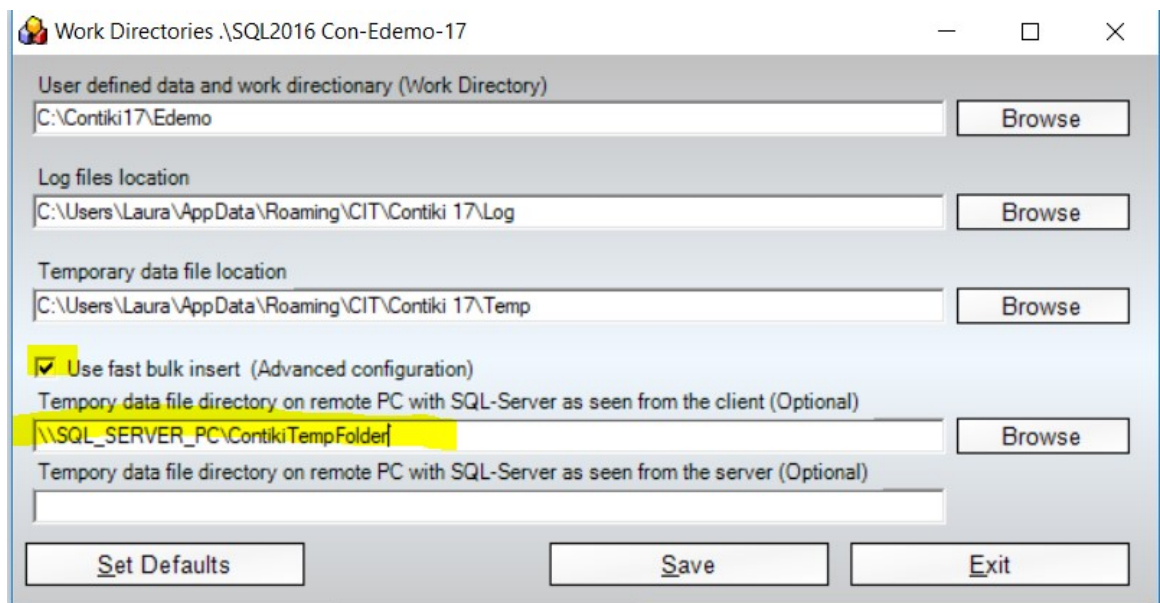 Work Directories .\SQL2016 Con-Edemo-17
User defined data and work directionary (Work Directory)
C:\Contiki17\Edemo
Browse
Log files location
C:\Users\Laura\AppData\Roaming\CIT\Contiki 17\Log
Browse
Temporary data file location
C:\Users\Laura\AppData\Roaming\CIT\Contiki 17\Temp
Browse
Use fast bulk insert (Advanced configuration)
Tempory data file directory on remote PC with SQL-Server as seen from the client (Optional)
\\SQL_SERVER_PC\ContikiTempFolder
Browse
Tempory data file directory on remote PC with SQL-Server as seen from the server (Optional)
Set Defaults
Save
Exit